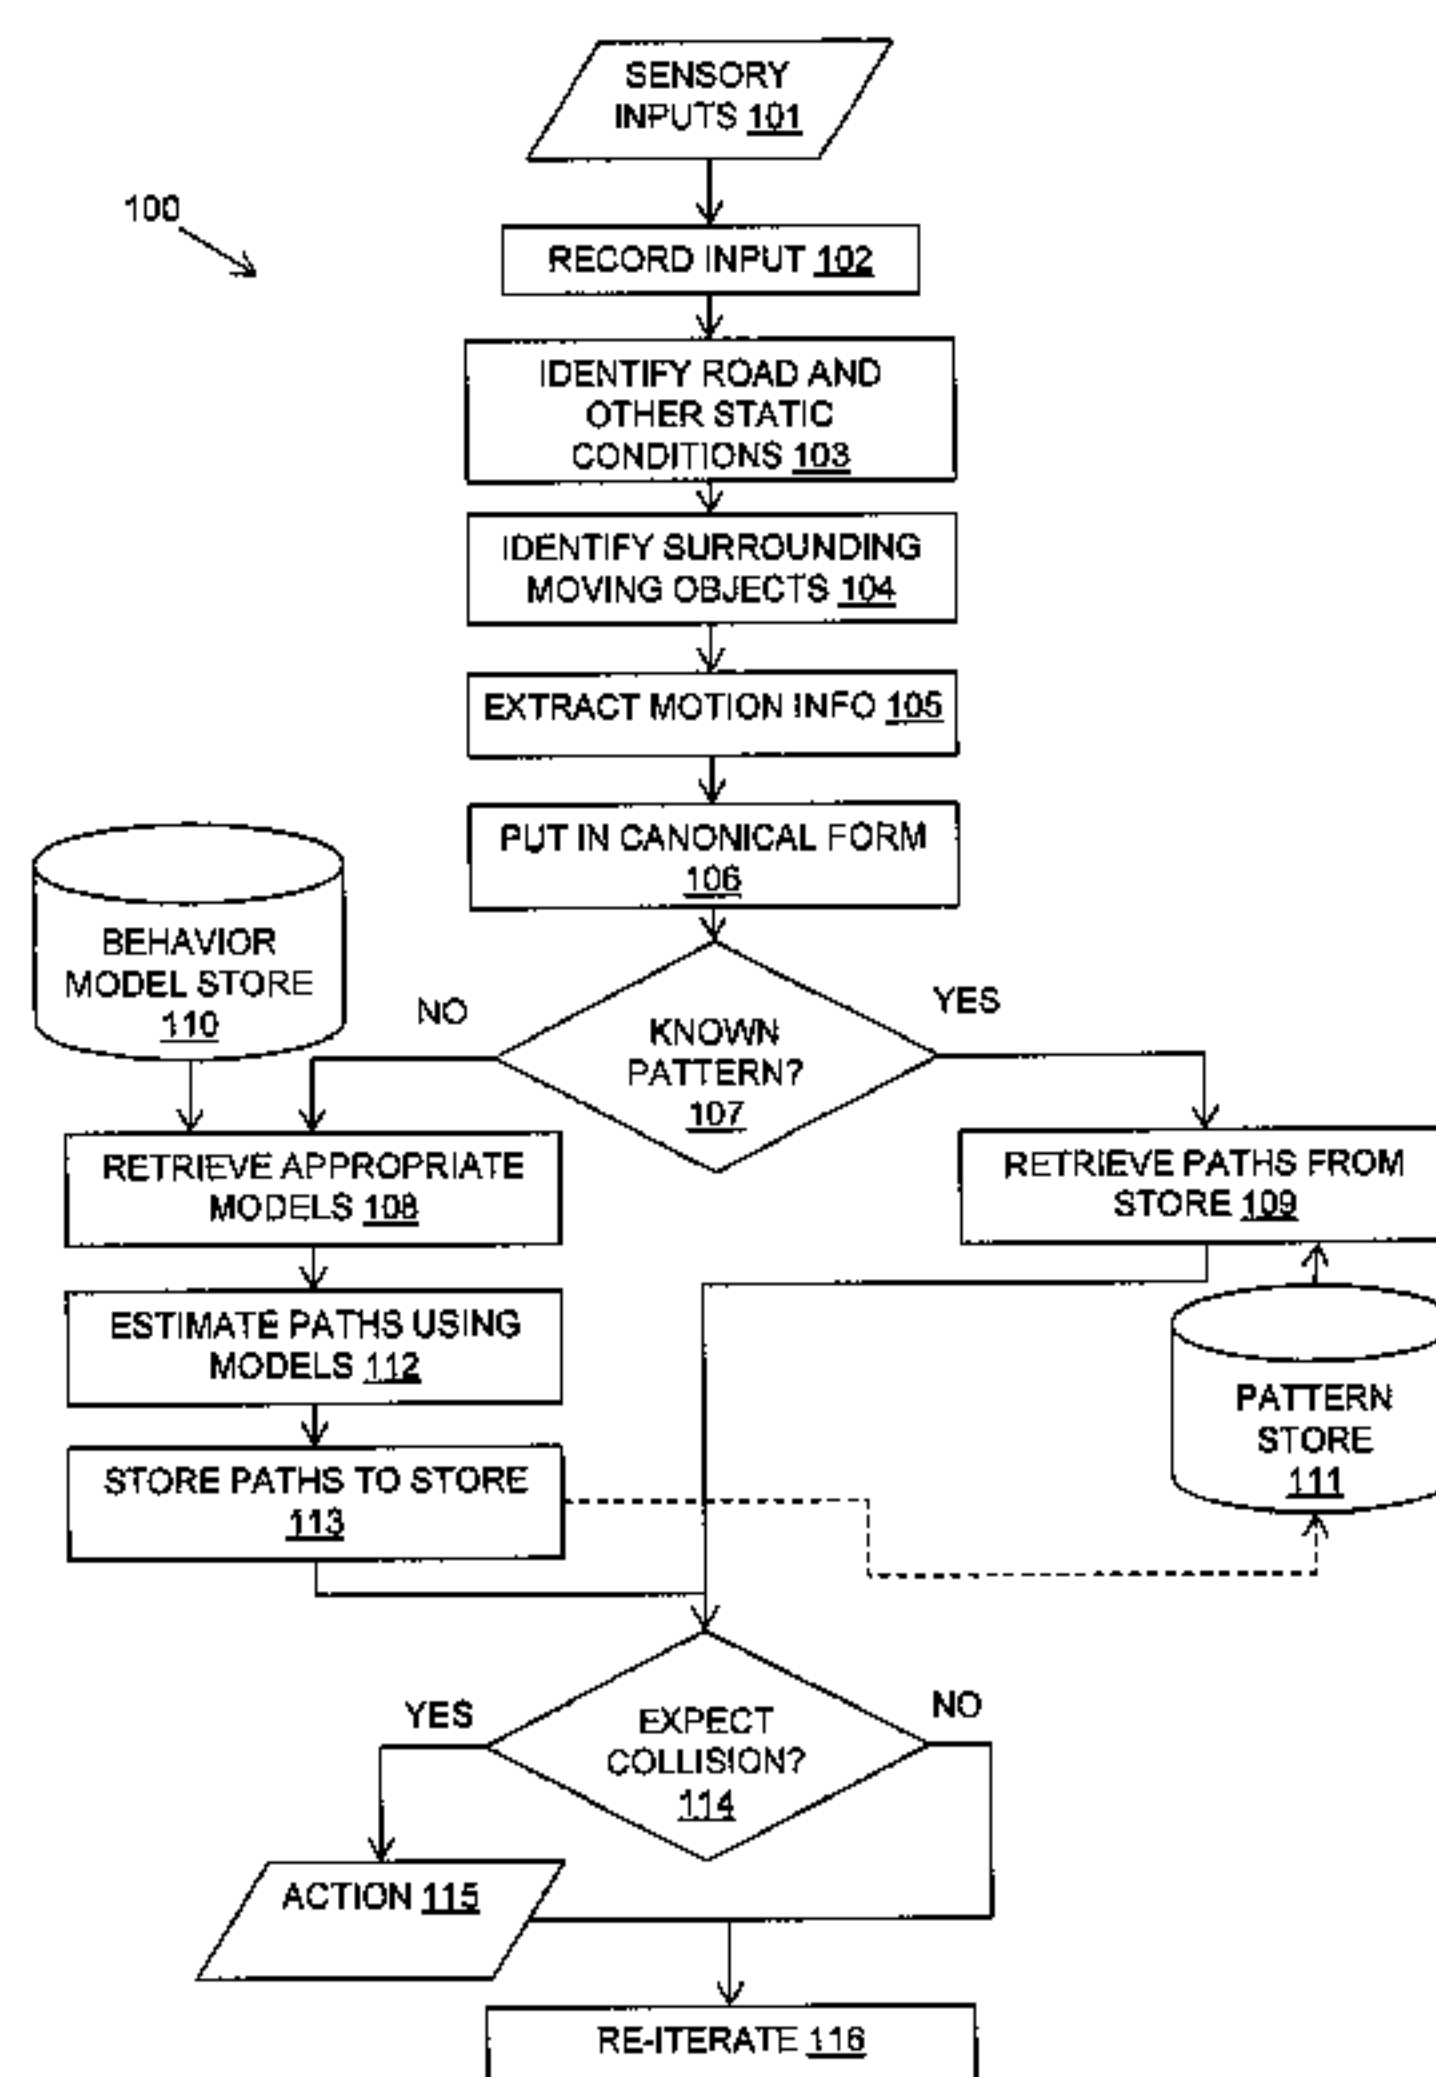 SENSORY
INPUTS 101
100
RECORD INPUT 102
IDENTIFY ROAD AND
OTHER STATIC
CONDITIONS 103
IDENTIFY SURROUNDING
MOVING OBJECTS 104
EXTRACT MOTION INFO 105
PUT IN CANONICAL FORM
106
BEHAVIOR
MODEL STORE
110
NO
YES
KNOWN
PATTERN?
107
RETRIEVE APPROPRIATE
MODELS 108
RETRIEVE PATHS FROM
STORE 109
ESTIMATE PATHS USING
MODELS 112
PATTERN
STORE
111
STORE PATHS TO STORE
113
YES
NO
EXPECT
COLLISION?
114
ACTION 115
RE-ITERATE 116